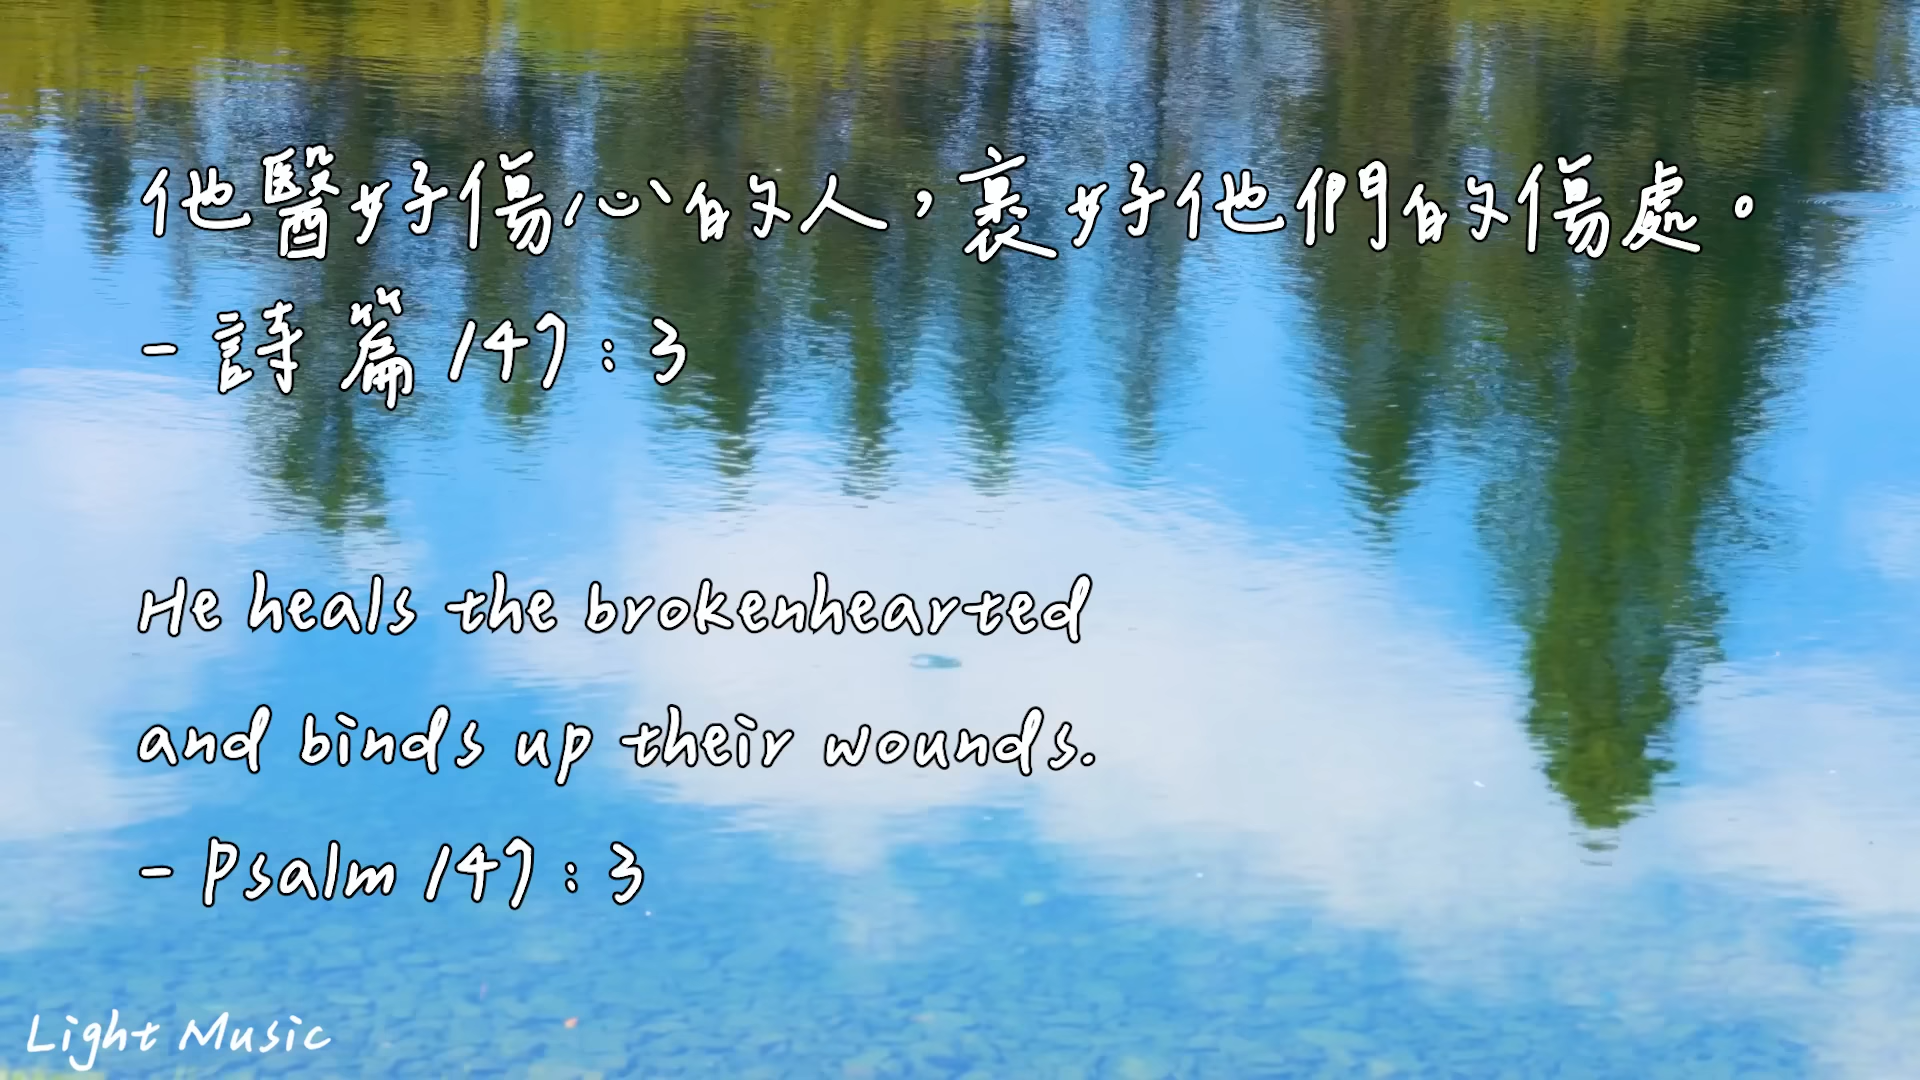 他醫好傷心的人，裹好他們的傷處。
- 詩篇 147:3
He heals the brokenhearted
and binds up their wounds.
- Psalm 147:3
Light Music